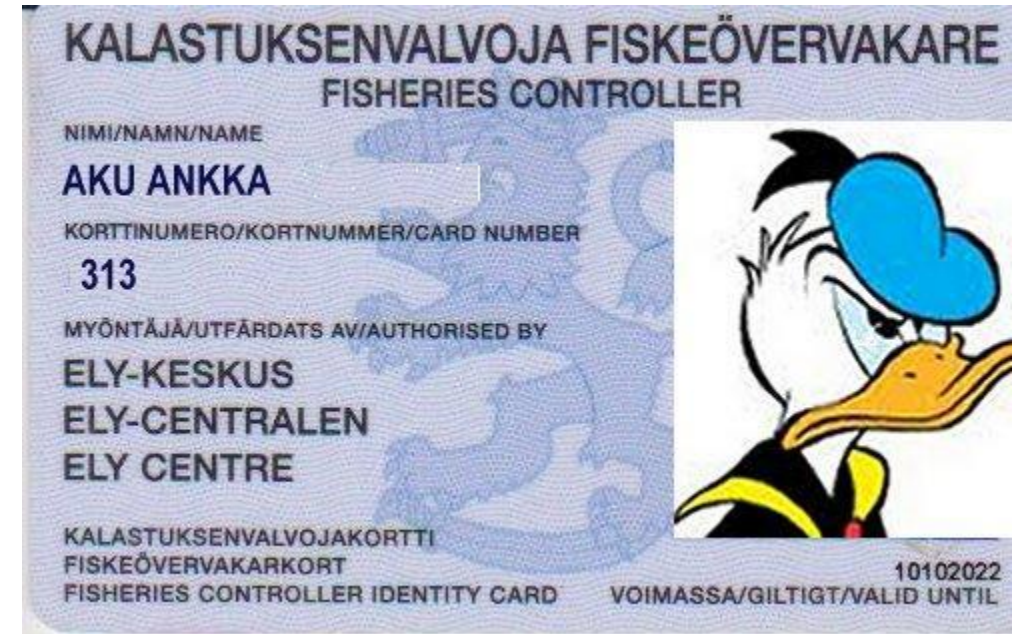 KALASTUKSENVALVOJA FISKEÖVERVAKARE
FISHERIES CONTROLLER
NIMI/NAMN/NAME
AKU ANKKA
KORTTINUMERO/KORTNUMMER/CARD NUMBER
313
MYÖNTÄJÄ/UTFÄRDATS AV/AUTHORISED BY
ELY-KESKUS
ELY-CENTRALEN
ELY CENTRE
KALASTUKSENVALVOJAKORTTI
FISKEÖVERVAKARKORT
FISHERIES CONTROLLER IDENTITY CARD
10102022
VOIMASSA/GILTIGT/VALID UNTIL